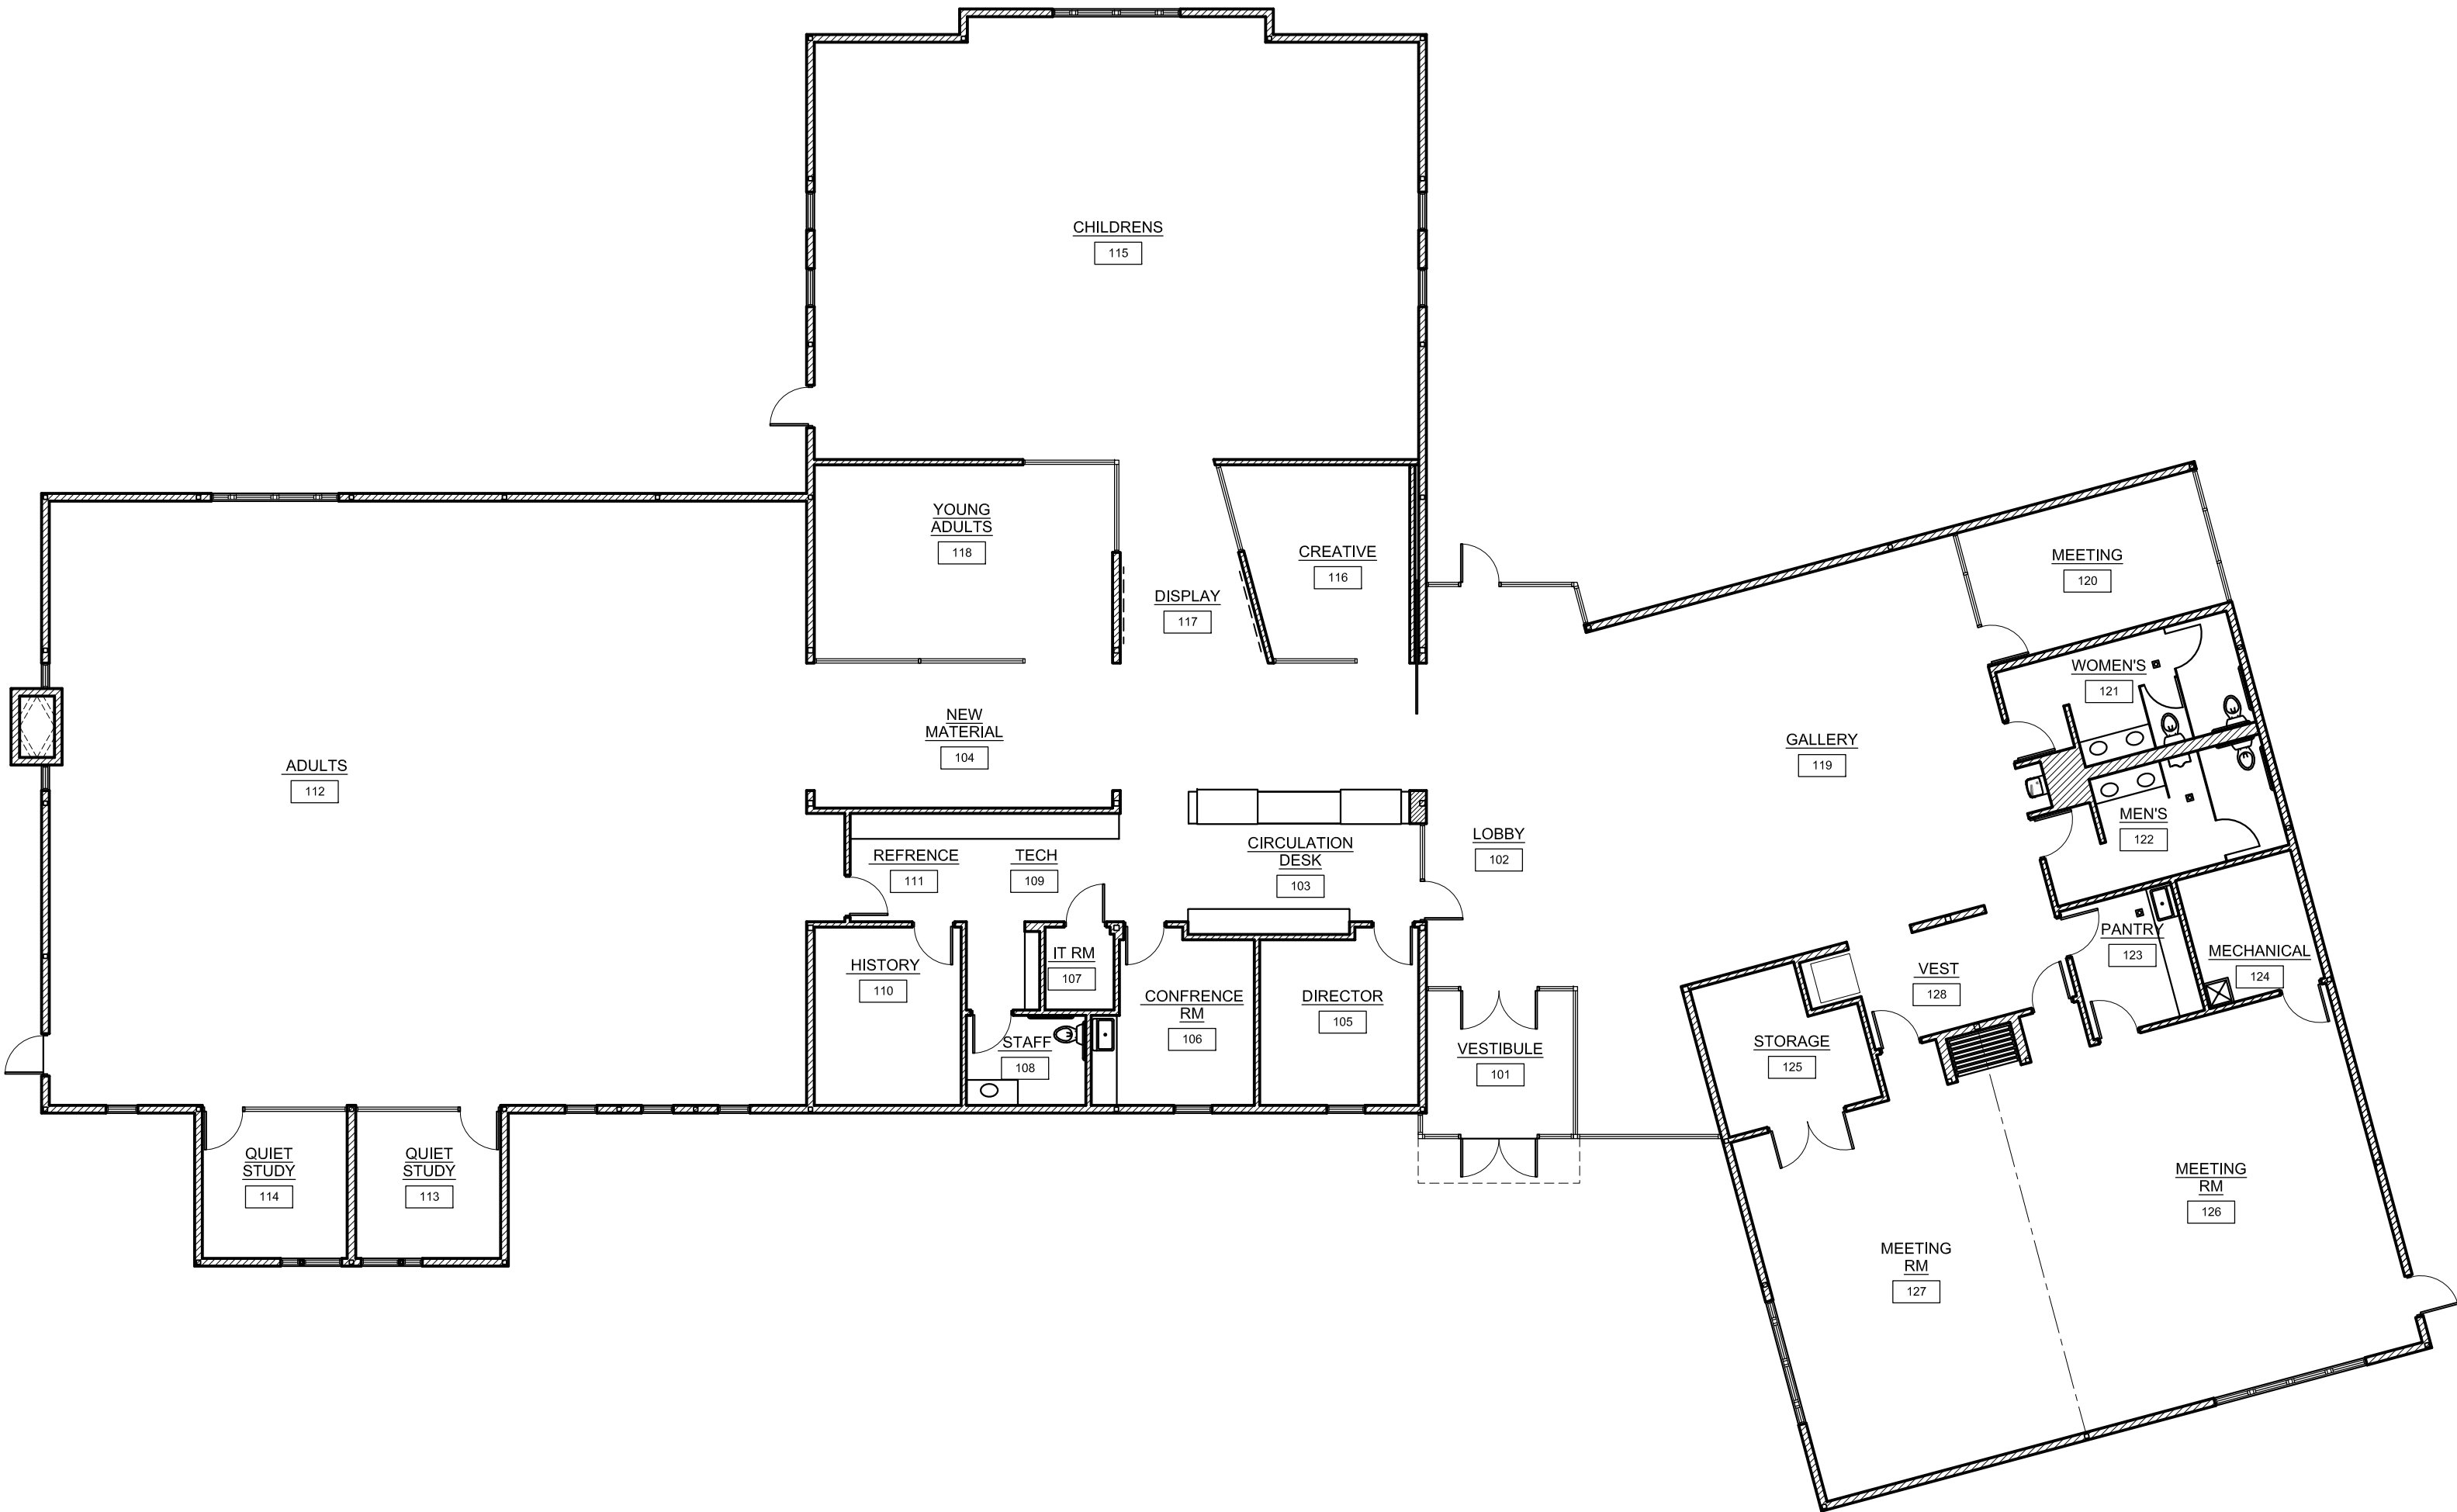 CHILDRENS
115
YOUNG
ADULTS
118
CREATIVE
116
DISPLAY
117
MEETING
120
WOMEN'S
121
NEW
MATERIAL
104
GALLERY
119
ADULTS
112
MEN'S
122
LOBBY
102
CIRCULATION
DESK
103
REFRENCE
111
TECH
109
PANTRY
123
MECHANICAL
124
HISTORY
110
IT RM
107
CONFRENCE
RM
106
DIRECTOR
105
VEST
128
STAFF
108
VESTIBULE
101
STORAGE
125
QUIET
STUDY
114
QUIET
STUDY
113
MEETING
RM
126
MEETING
RM
127